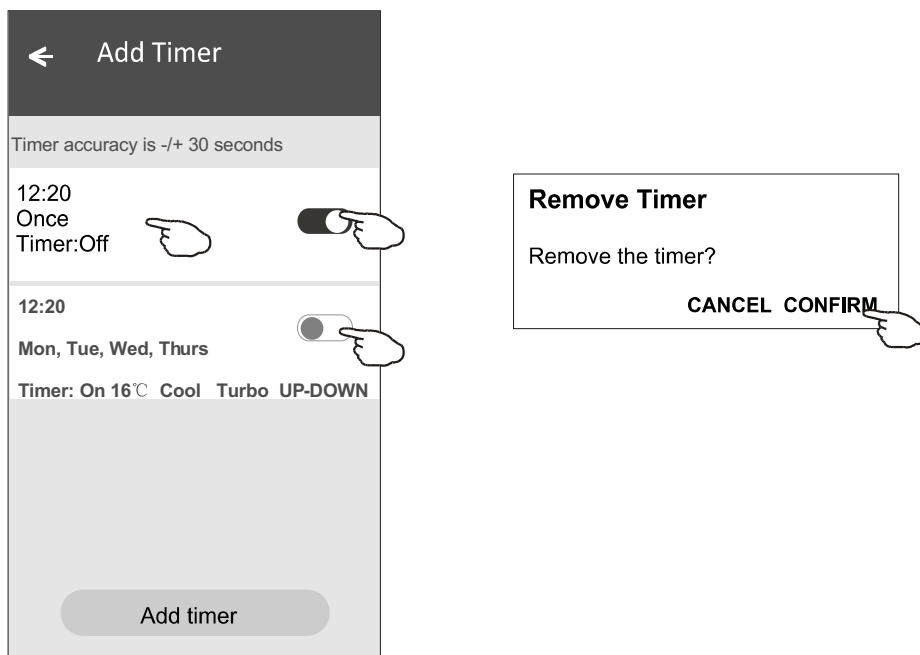 Add Timer
Timer accuracy is -/+ 30 seconds
12:20
Once
Timer:Off
12:20
Mon, Tue, Wed, Thurs
Timer: On 16℃ Cool Turbo UP-DOWN
Add timer
Remove Timer
Remove the timer?
CANCEL CONFIRM